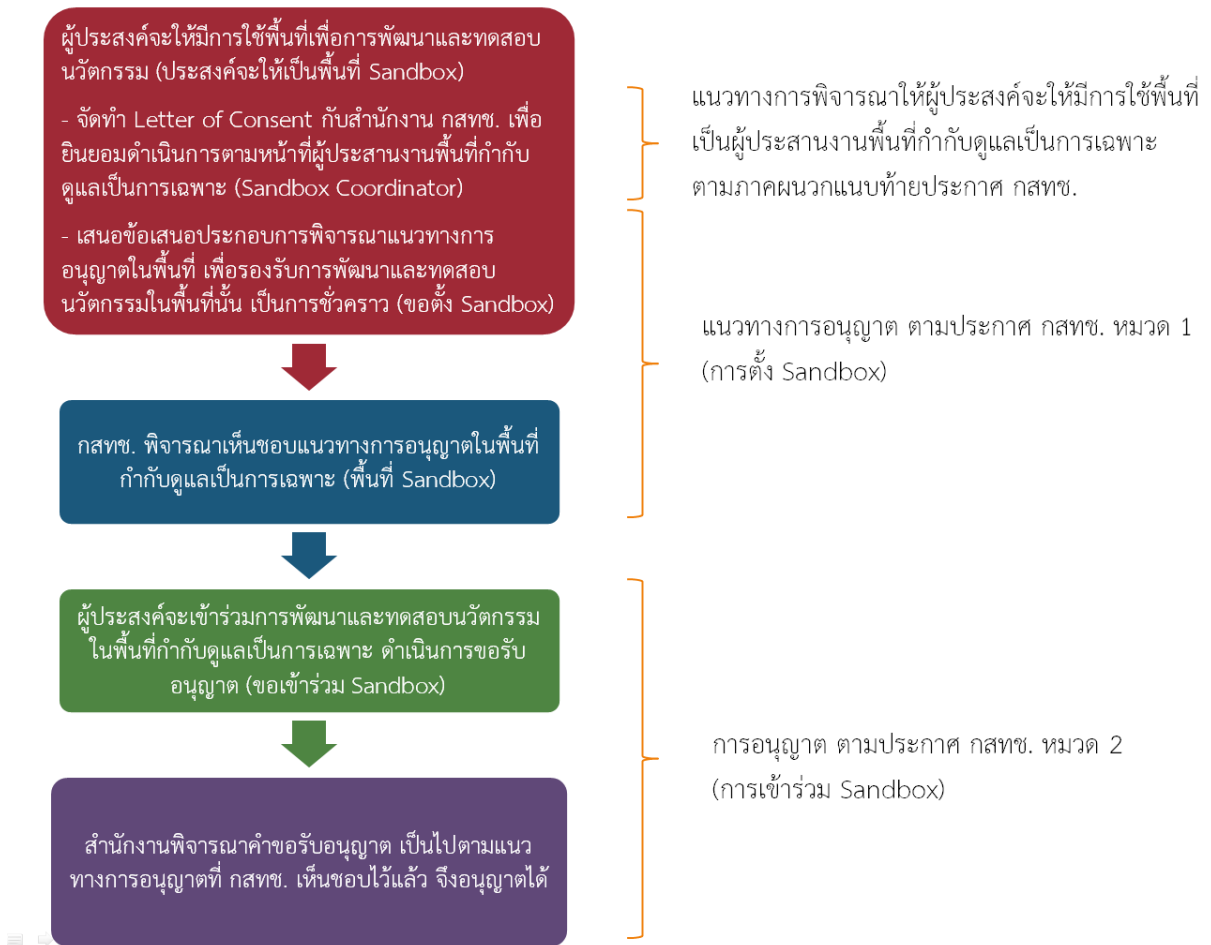 ผู้ประสงค์จะให้มีการใช้พื้นที่เพื่อการพัฒนาและทดสอบ
นวัตกรรม (ประสงค์จะให้เป็นพื้นที่ Sandbox)
- จัดทำ Letter of Consent กับสำนักงาน กสทช. เพื่อ
ยินยอมดำเนินการตามหน้าที่ผู้ประสานงานพื้นที่กำกับ
ดูแลเป็นการเฉพาะ (Sandbox Coordinator)
- เสนอข้อเสนอประกอบการพิจารณาแนวทางการ
อนุญาตในพื้นที่ เพื่อรองรับการพัฒนาและทดสอบ
นวัตกรรมในพื้นที่นั้น เป็นการชั่วคราว (ขอตั้ง Sandbox)
แนวทางการพิจารณาให้ผู้ประสงค์จะให้มีการใช้พื้นที่
เป็นผู้ประสานงานพื้นที่กำกับดูแลเป็นการเฉพาะ
ตามภาคผนวกแนบท้ายประกาศ กสทช.
แนวทางการอนุญาต ตามประกาศ กสทช. หมวด 1
(การตั้ง Sandbox)
กสทช. พิจารณาเห็นชอบแนวทางการอนุญาตในพื้นที่
กำกับดูแลเป็นการเฉพาะ (พื้นที่ Sandbox)
ผู้ประสงค์จะเข้าร่วมการพัฒนาและทดสอบนวัตกรรม
ในพื้นที่กำกับดูแลเป็นการเฉพาะ ดำเนินการขอรับ
อนุญาต (ขอเข้าร่วม Sandbox)
การอนุญาต ตามประกาศ กสทช. หมวด 2
(การเข้าร่วม Sandbox)
สำนักงานพิจารณาคำขอรับอนุญาต เป็นไปตามแนว
ทางการอนุญาตที่ กสทช. เห็นชอบไว้แล้ว จึงอนุญาตได้